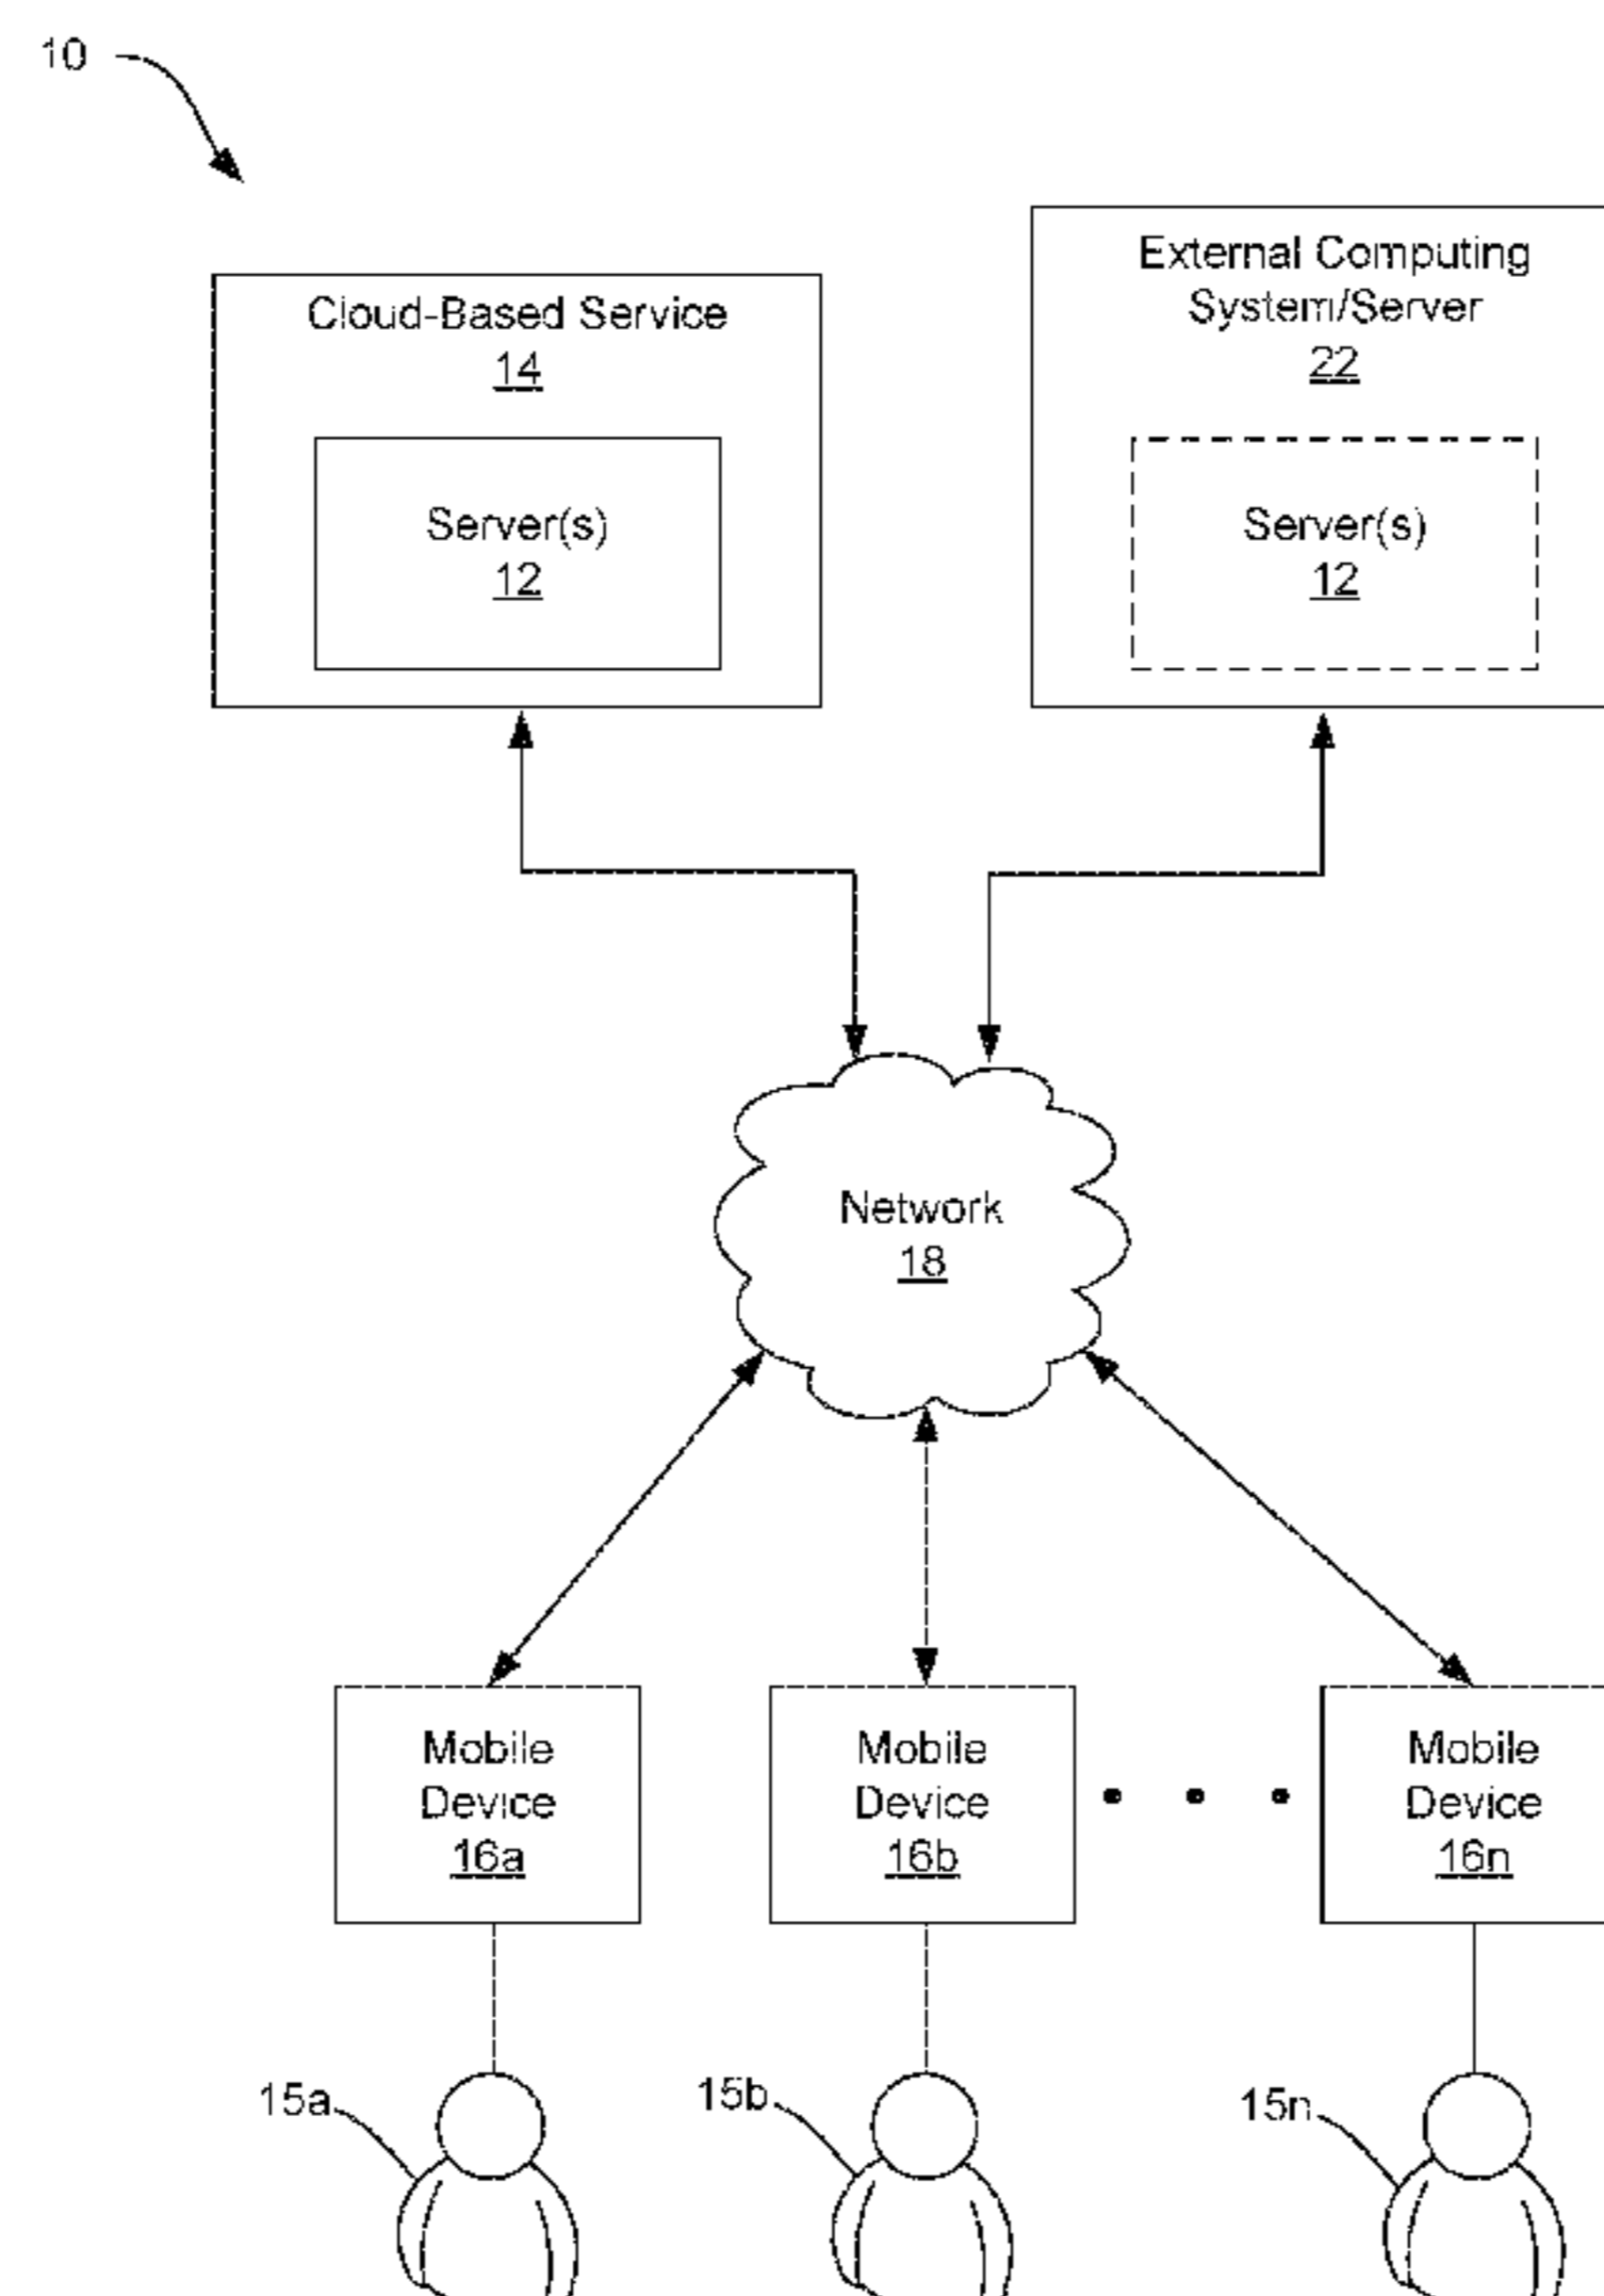 10
Cloud-Based Service
14
Server(s)
12
External Computing
System/Server
22
Server(s)
12
Network
18
Mobile
Device
16a
Mobile
Device
16b
Mobile
Device
16n
15a
15b
15n